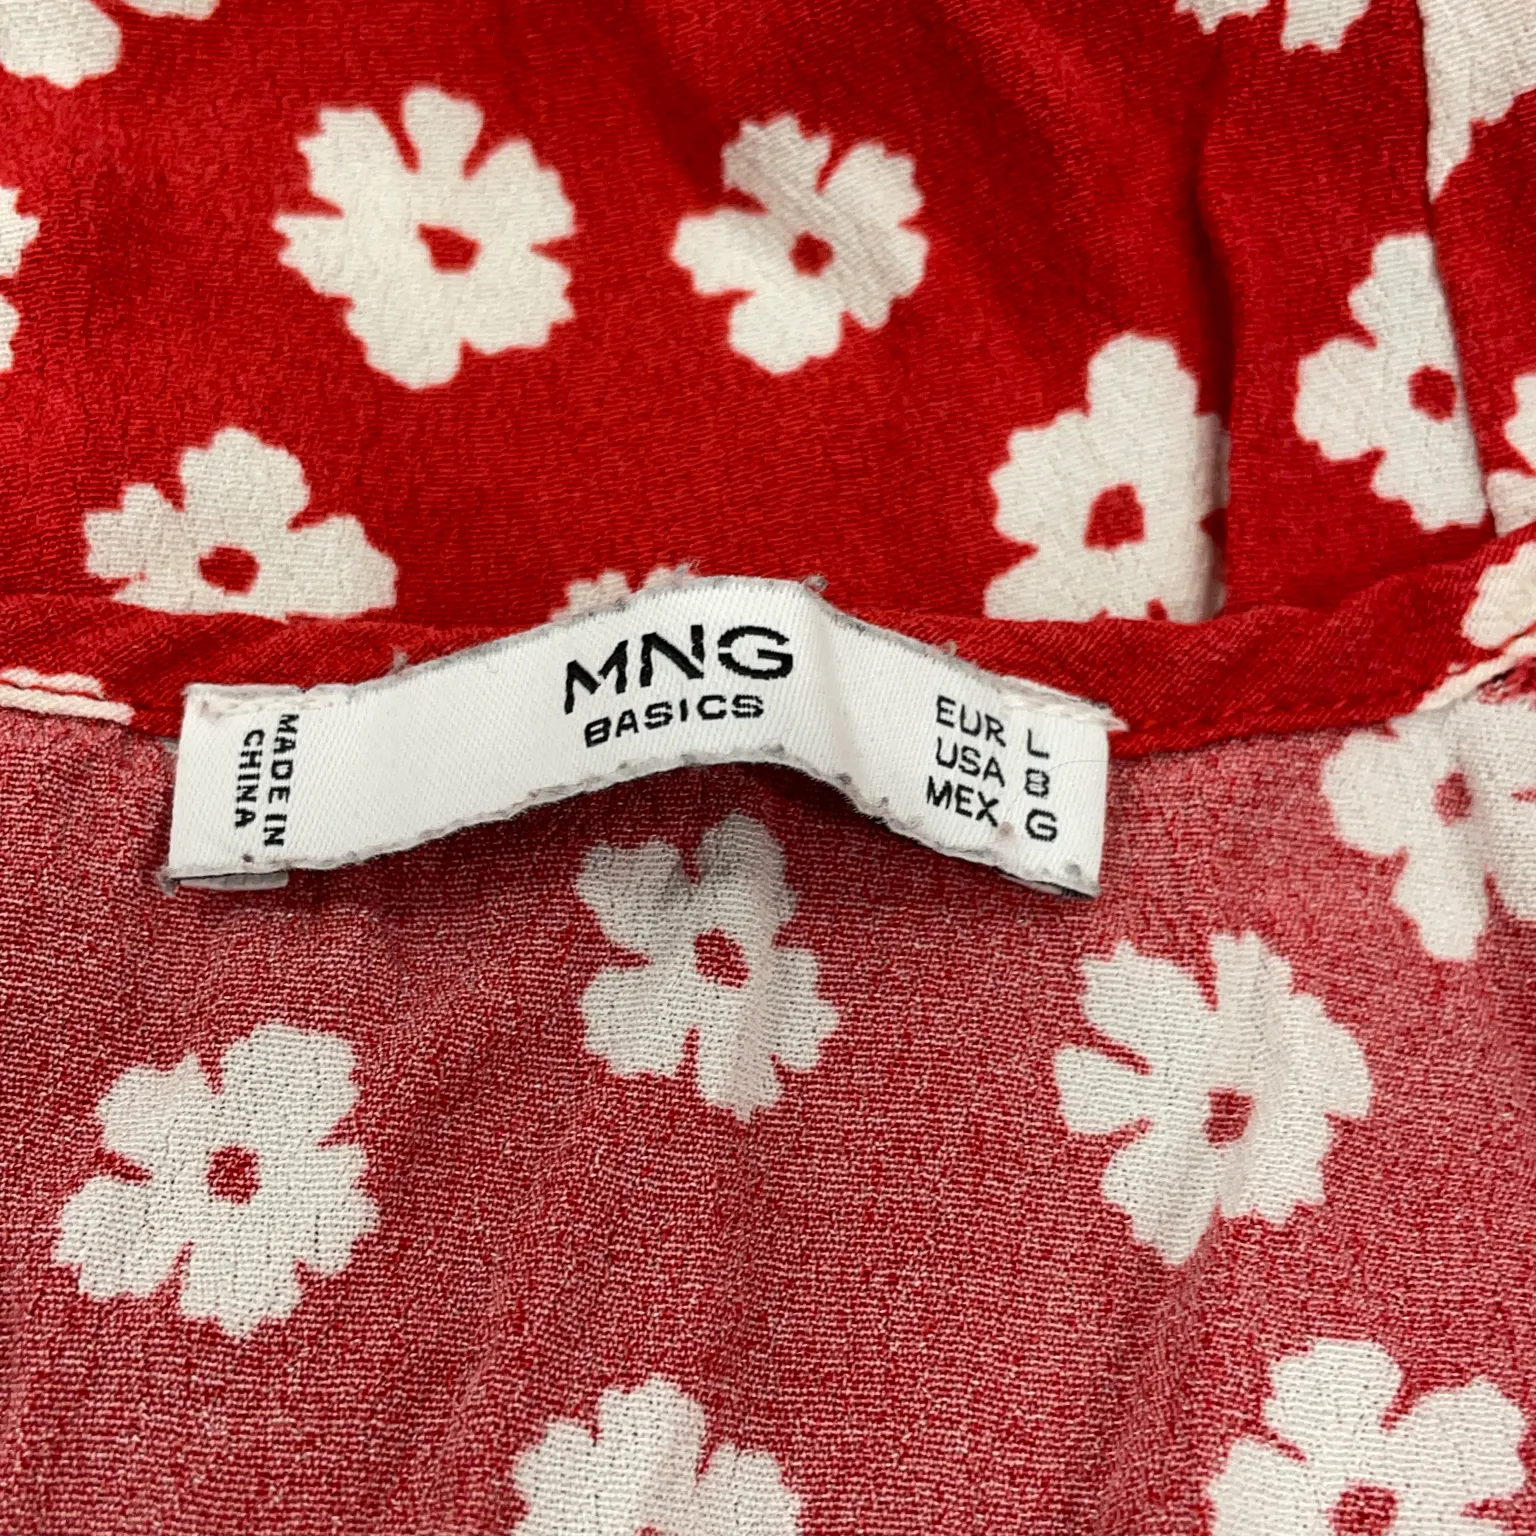 MNG
BASICS
EUR L
USA 8
MEX G
MADE IN
CHINA